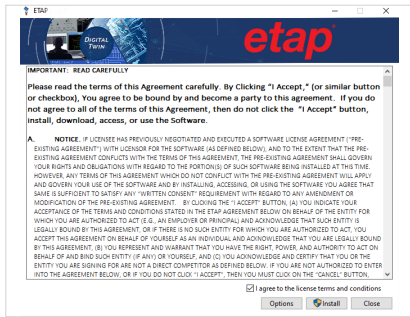 ETAP
DIGITAL
TWIN
etap
IMPORTANT: READ CAREFULLY
Please read the terms of this Agreement carefully. By Clicking "I Accept," (or similar button
or checkbox), You agree to be bound by and become a party to this agreement. If you do
not agree to all of the terms of this Agreement, then do not click the "I Accept" button,
install, download, access, or use the Software.
A. NOTICE. IF LICENSEE HAS PREVIOUSLY NEGOTIATED AND EXECUTED A SOFTWARE LICENSE AGREEMENT ("PRE-
EXISTING AGREEMENT") WITH LICENSOR FOR THE SOFTWARE (AS DEFINED BELOW), AND TO THE EXTENT THAT THE PRE-
EXISTING AGREEMENT CONFLICTS WITH THE TERMS OF THIS AGREEMENT, THE PRE-EXISTING AGREEMENT SHALL GOVERN
YOUR RIGHTS AND OBLIGATIONS WITH REGARD TO THE PORTION(S) OF SUCH SOFTWARE BEING INSTALLED AT THIS TIME.
HOWEVER, ANY TERMS OF THIS AGREEMENT WHICH DO NOT CONFLICT WITH THE PRE-EXISTING AGREEMENT WILL APPLY
AND GOVERN YOUR USE OF THE SOFTWARE AND BY INSTALLING, ACCESSING, OR USING THE SOFTWARE YOU AGREE THAT
SAME IS SUFFICIENT TO SATISFY ANY "WRITTEN CONSENT" REQUIREMENT WITH REGARD TO ANY AMENDMENT OR
MODIFICATION OF THE PRE-EXISTING AGREEMENT. BY CLICKING THE "I ACCEPT" BUTTON, (A) YOU INDICATE YOUR
ACCEPTANCE OF THE TERMS AND CONDITIONS STATED IN THE ETAP AGREEMENT BELOW ON BEHALF OF THE ENTITY FOR
WHICH YOU ARE AUTHORIZED TO ACT (E.G., AN EMPLOYER OR PRINCIPAL) AND ACKNOWLEDGE THAT SUCH ENTITY IS
LEGALLY BOUND BY THIS AGREEMENT, OR IF THERE IS NO SUCH ENTITY FOR WHICH YOU ARE AUTHORIZED TO ACT, YOU
ACCEPT THIS AGREEMENT ON BEHALF OF YOURSELF AS AN INDIVIDUAL AND ACKNOWLEDGE THAT YOU ARE LEGALLY BOUND
BY THIS AGREEMENT, (B) YOU REPRESENT AND WARRANT THAT YOU HAVE THE RIGHT, POWER, AND AUTHORITY TO ACT ON
BEHALF OF AND BIND SUCH ENTITY (IF ANY) OR YOURSELF, AND (C) YOU ACKNOWLEDGE AND CERTIFY THAT YOU OR THE
ENTITY YOU ARE SIGNING FOR ARE NOT A DIRECT COMPETITOR AS DEFINED BELOW. IF YOU ARE NOT AUTHORIZED TO ENTER
INTO THE AGREEMENT BELOW, OR IF YOU DO NOT CLICK "I ACCEPT", THEN YOU MUST CLICK ON THE "CANCEL" BUTTON,
I agree to the license terms and conditions
Options Install Close